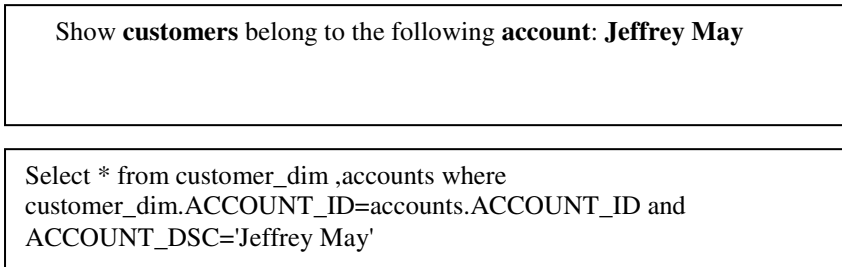 Show customers belong to the following account: Jeffrey May
Select * from customer_dim ,accounts where
customer_dim.ACCOUNT_ID=accounts.ACCOUNT_ID and
ACCOUNT_DSC='Jeffrey May'